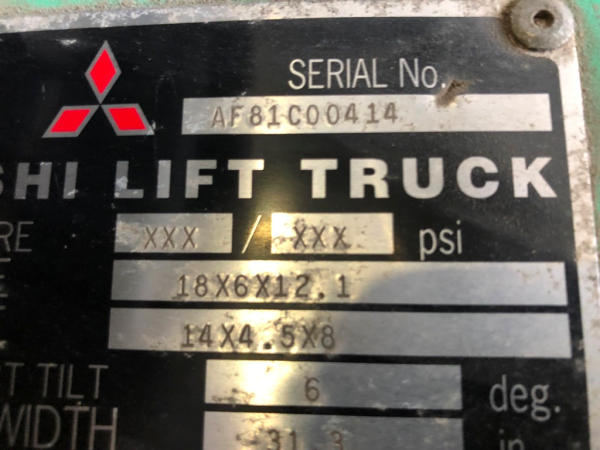 SERIAL No.
AF81C00414
SHI LIFT TRUCK
RE XXX / XXX psi
E 18X6X12.1
14X4.5X8
T TILT 6 deg.
WIDTH 31.3 in